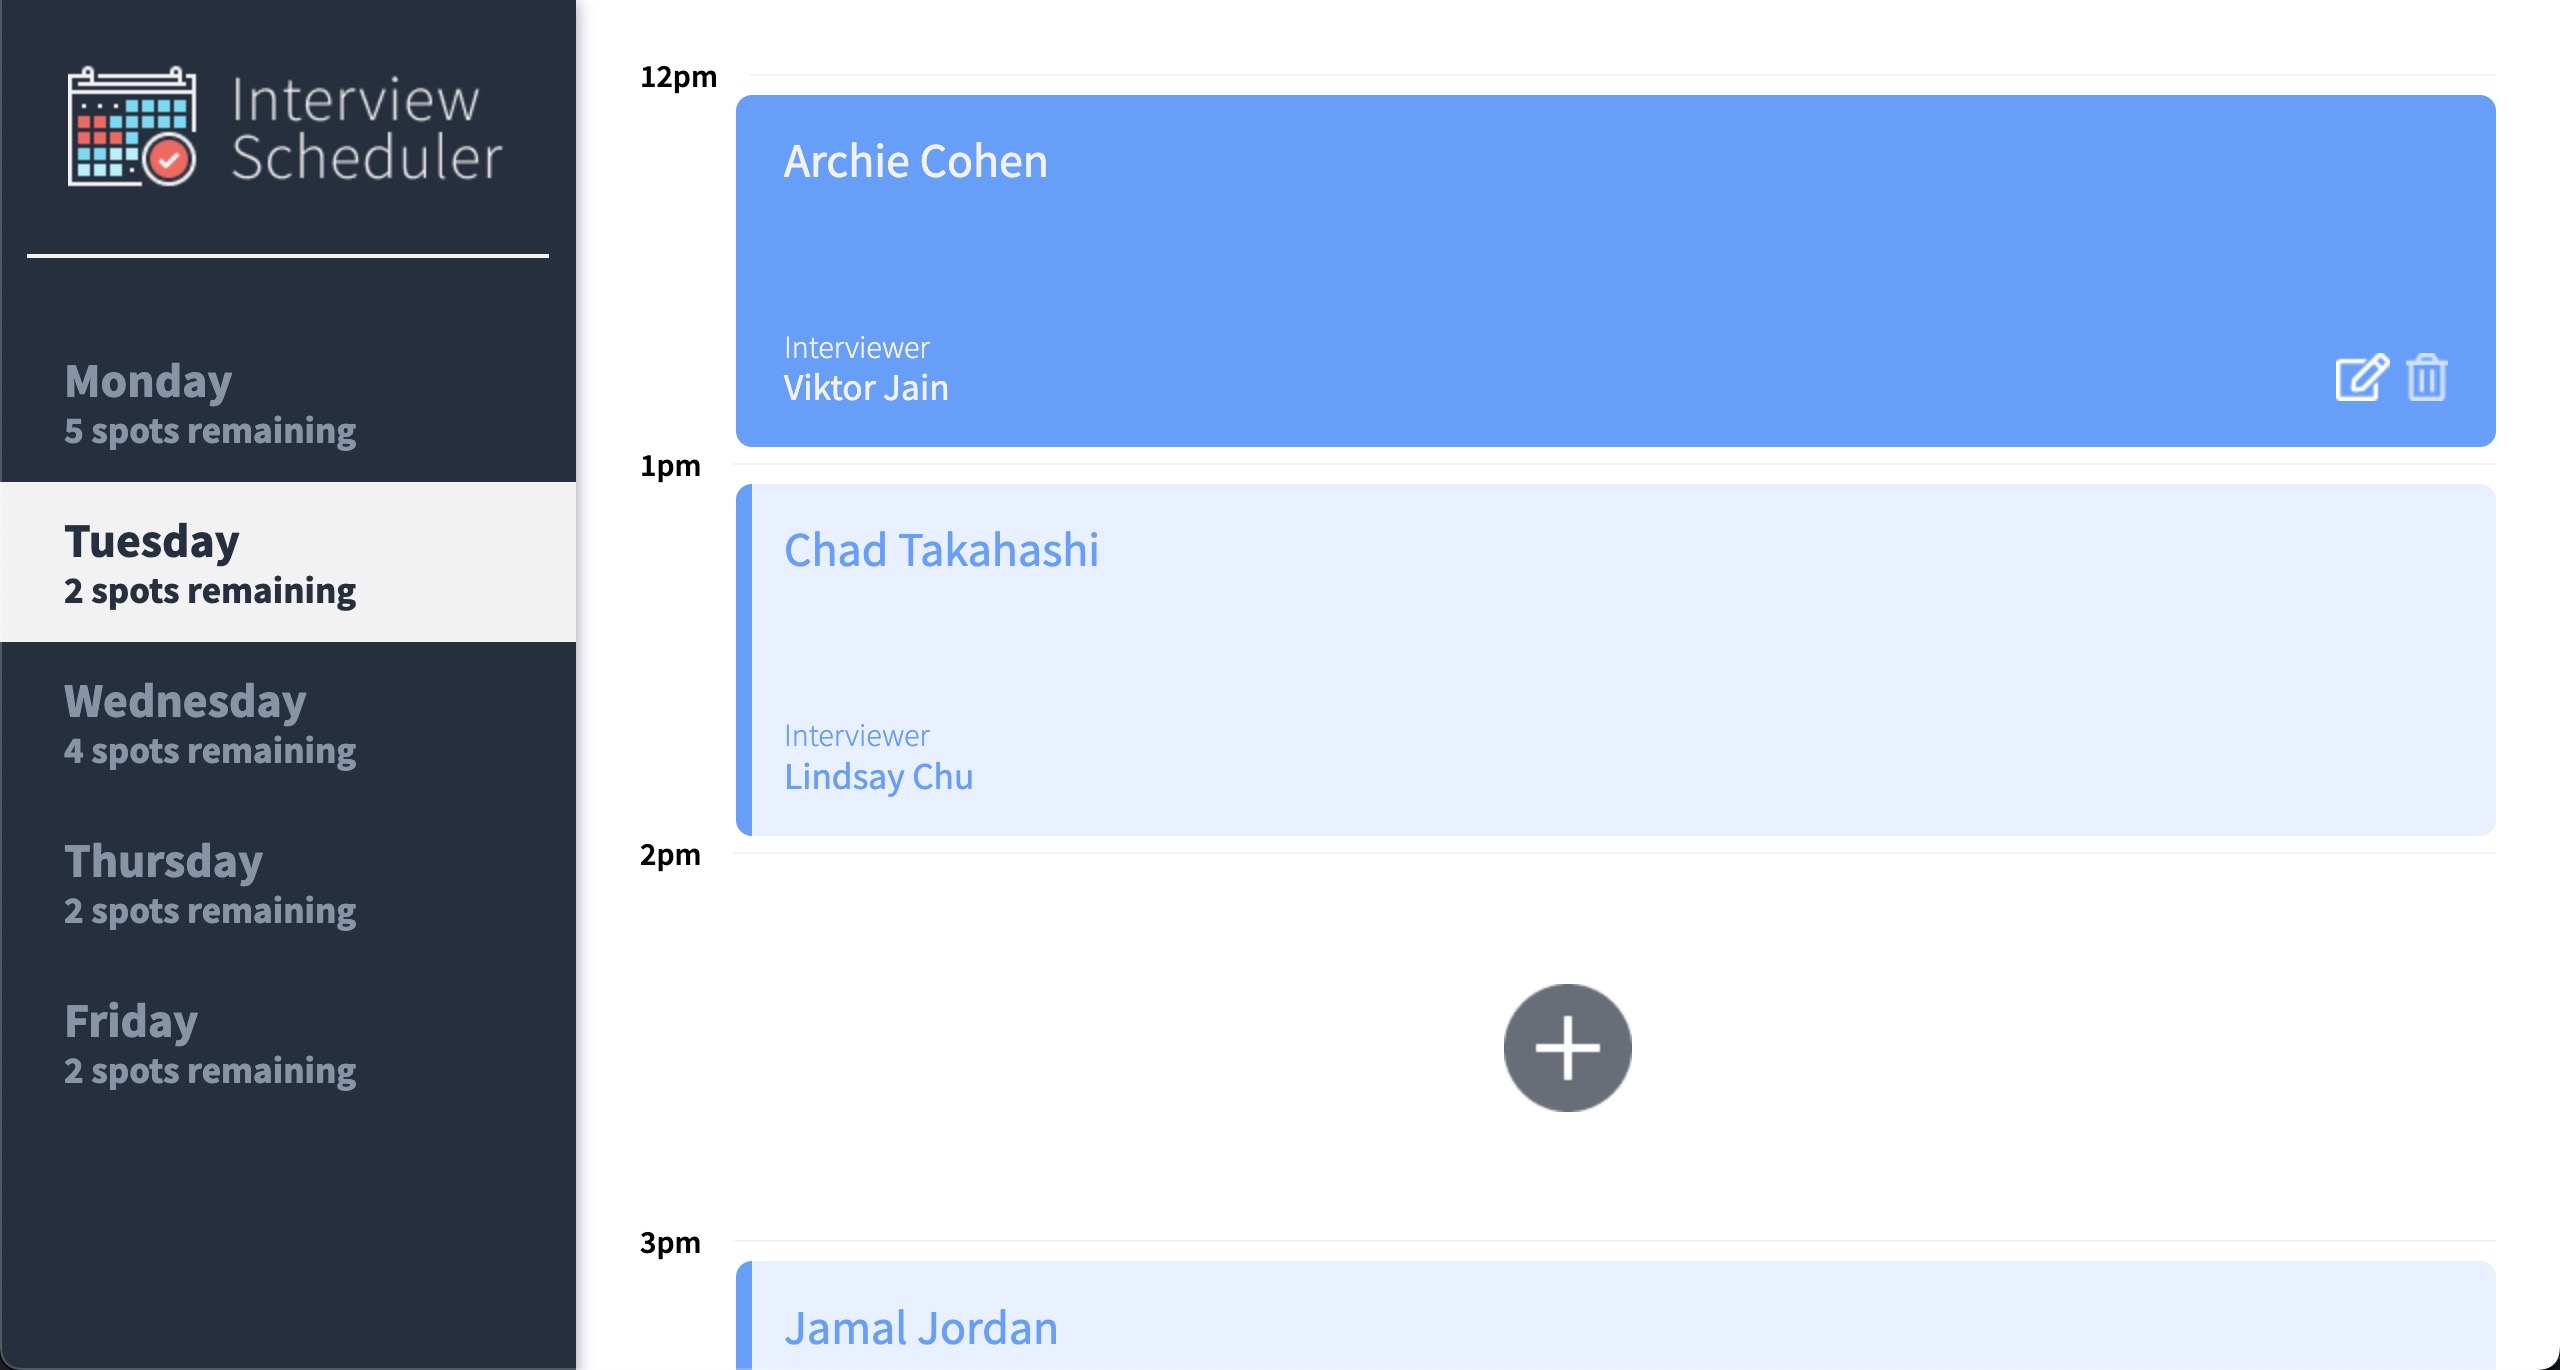 Interview
Scheduler
Monday
5 spots remaining
Tuesday
2 spots remaining
Wednesday
4 spots remaining
Thursday
2 spots remaining
Friday
2 spots remaining
12pm
Archie Cohen
Interviewer
Viktor Jain
1pm
Chad Takahashi
Interviewer
Lindsay Chu
2pm
3pm
Jamal Jordan